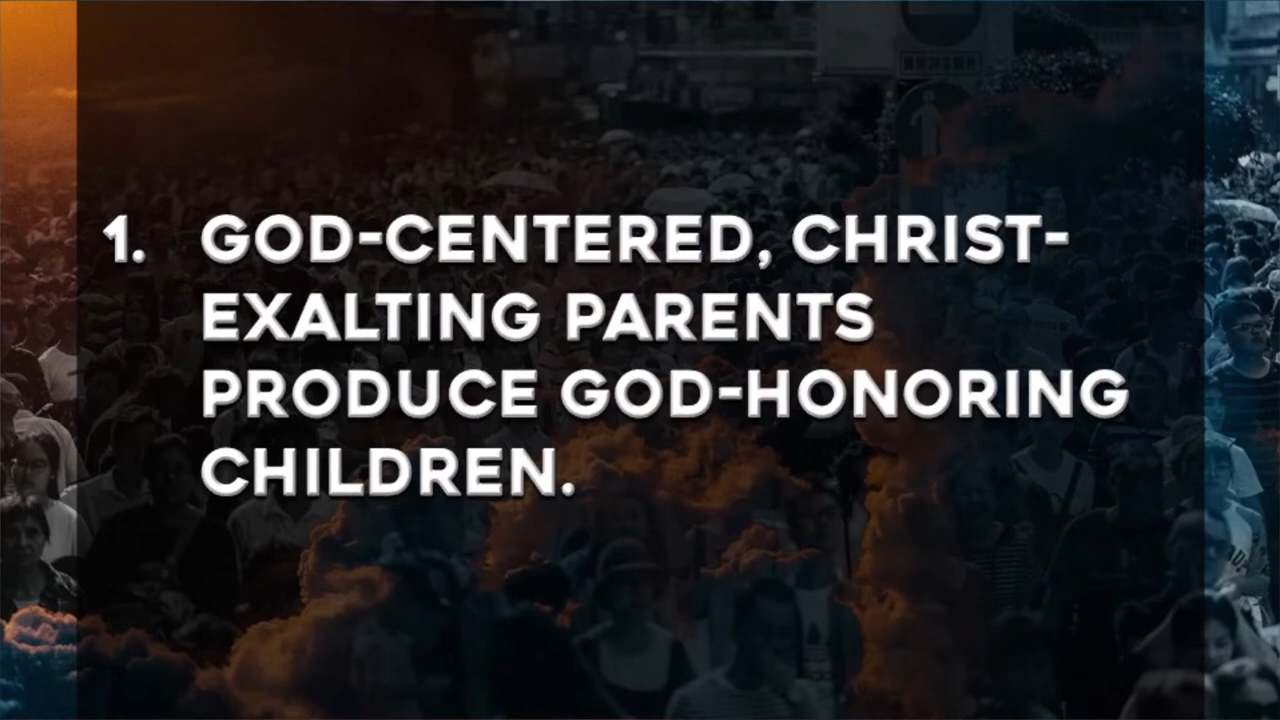 1. GOD-CENTERED, CHRIST-
EXALTING PARENTS
PRODUCE GOD-HONORING
CHILDREN.